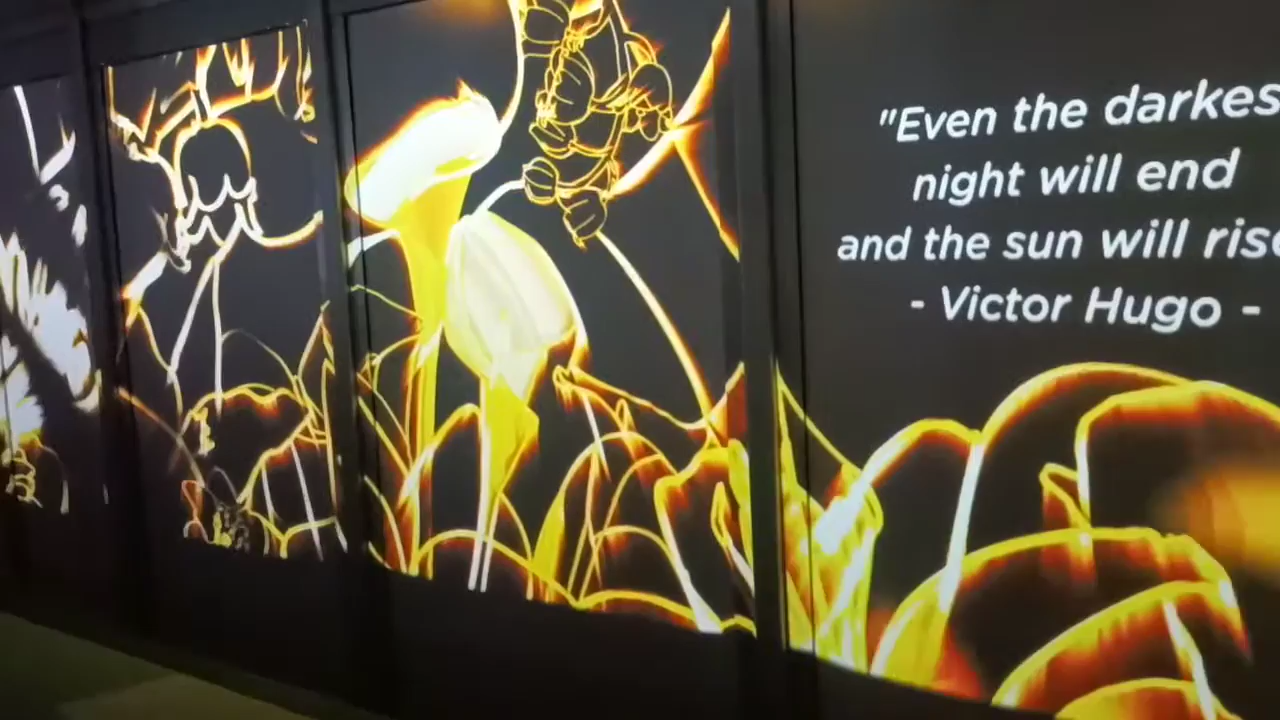 "Even the darkes
night will end
and the sun will rise
- Victor Hugo -